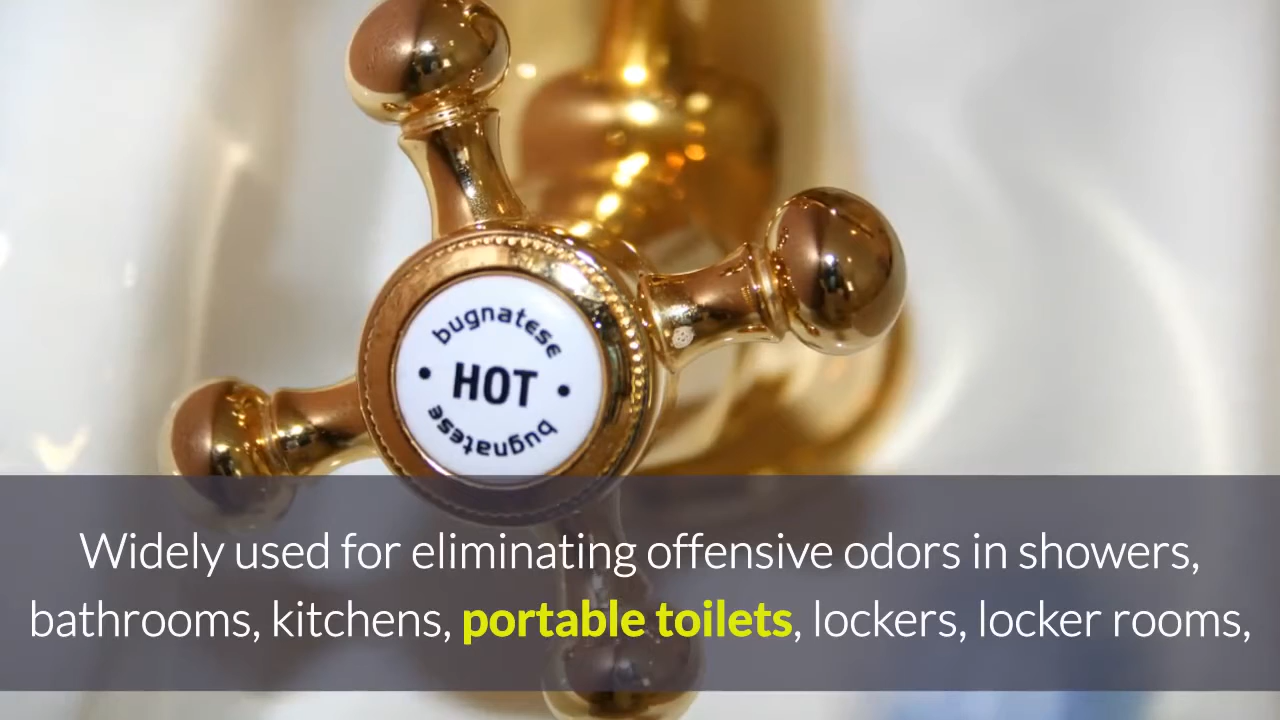 bugnatese
HOT
bugnatese
Widely used for eliminating offensive odors in showers,
bathrooms, kitchens, portable toilets, lockers, locker rooms,